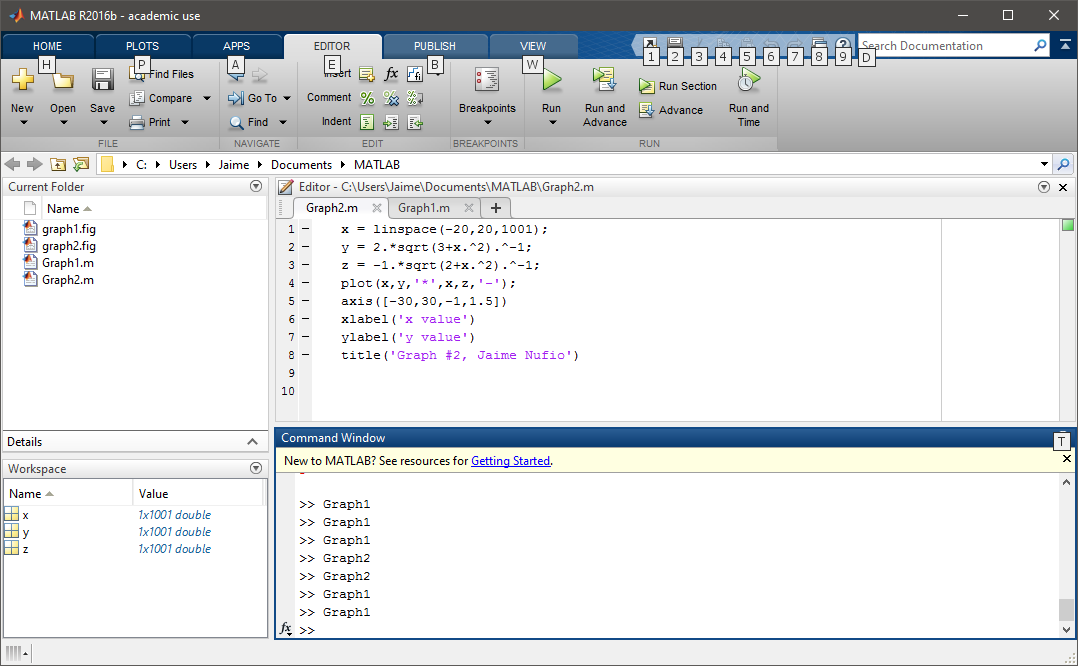 MATLAB R2016b - academic use
HOME PLOTS APPS EDITOR PUBLISH VIEW
Search Documentation
H P A E B W 1 2 3 4 5 6 7 8 9 D
New Open Save
Find Files
Compare
Print
FILE
Go To
Find
NAVIGATE
Insert
Comment
Indent
EDIT
Breakpoints
BREAKPOINTS
Run
Run and Advance
Run Section
Advance
Run and Time
RUN
C: Users Jaime Documents MATLAB
Current Folder
Name
graph1.fig
graph2.fig
Graph1.m
Graph2.m
Details
Workspace
Name Value
x 1x1001 double
y 1x1001 double
z 1x1001 double
Editor - C:\Users\Jaime\Documents\MATLAB\Graph2.m
Graph2.m Graph1.m +
1 – x = linspace(-20,20,1001);
2 – y = 2.*sqrt(3+x.^2).^-1;
3 – z = -1.*sqrt(2+x.^2).^-1;
4 – plot(x,y,'*',x,z,'-');
5 – axis([-30,30,-1,1.5])
6 – xlabel('x value')
7 – ylabel('y value')
8 – title('Graph #2, Jaime Nufio')
9
10
Command Window
T
New to MATLAB? See resources for Getting Started.
>> Graph1
>> Graph1
>> Graph1
>> Graph2
>> Graph2
>> Graph1
>> Graph1
fx >>